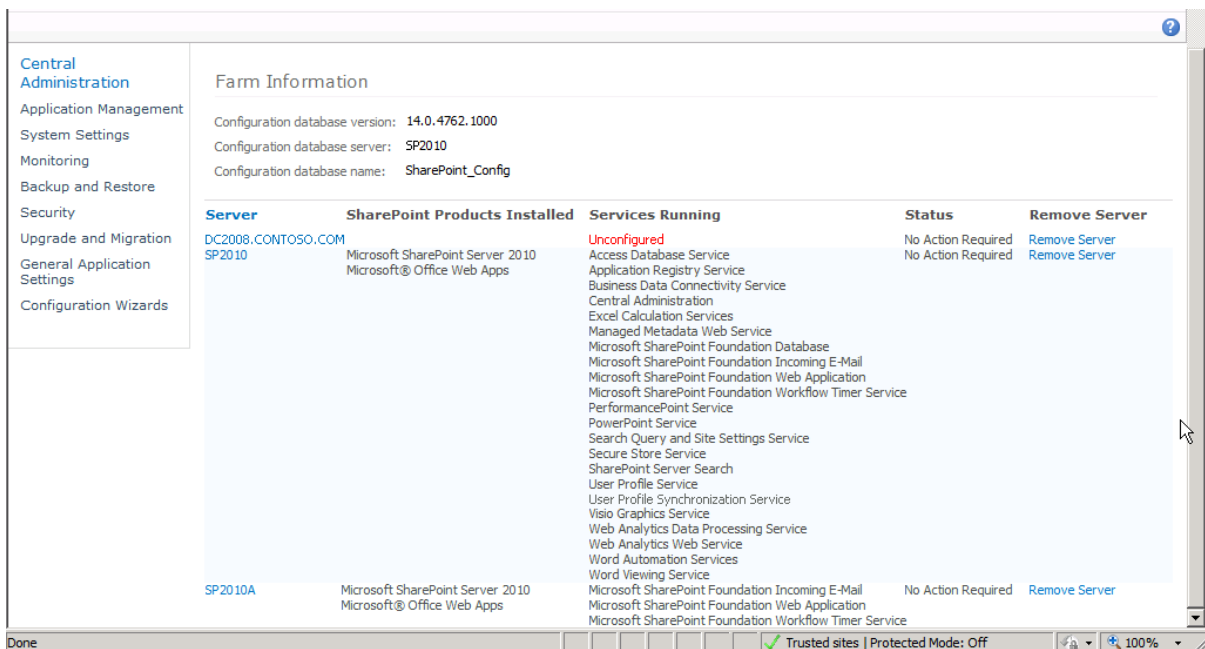 Central
Administration
Application Management
System Settings
Monitoring
Backup and Restore
Security
Upgrade and Migration
General Application
Settings
Configuration Wizards
Farm Information
Configuration database version: 14.0.4762.1000
Configuration database server: SP2010
Configuration database name: SharePoint_Config
Server SharePoint Products Installed Services Running Status Remove Server
DC2008.CONTOSO.COM Unconfigured No Action Required Remove Server
SP2010 Microsoft SharePoint Server 2010 Access Database Service No Action Required Remove Server
Microsoft® Office Web Apps Application Registry Service
Business Data Connectivity Service
Central Administration
Excel Calculation Services
Managed Metadata Web Service
Microsoft SharePoint Foundation Database
Microsoft SharePoint Foundation Incoming E-Mail
Microsoft SharePoint Foundation Web Application
Microsoft SharePoint Foundation Workflow Timer Service
PerformancePoint Service
PowerPoint Service
Search Query and Site Settings Service
Secure Store Service
SharePoint Server Search
User Profile Service
User Profile Synchronization Service
Visio Graphics Service
Web Analytics Data Processing Service
Web Analytics Web Service
Word Automation Services
Word Viewing Service
SP2010A Microsoft SharePoint Server 2010 Microsoft SharePoint Foundation Incoming E-Mail No Action Required Remove Server
Microsoft® Office Web Apps Microsoft SharePoint Foundation Web Application
Microsoft SharePoint Foundation Workflow Timer Service
Done Trusted sites | Protected Mode: Off 100%